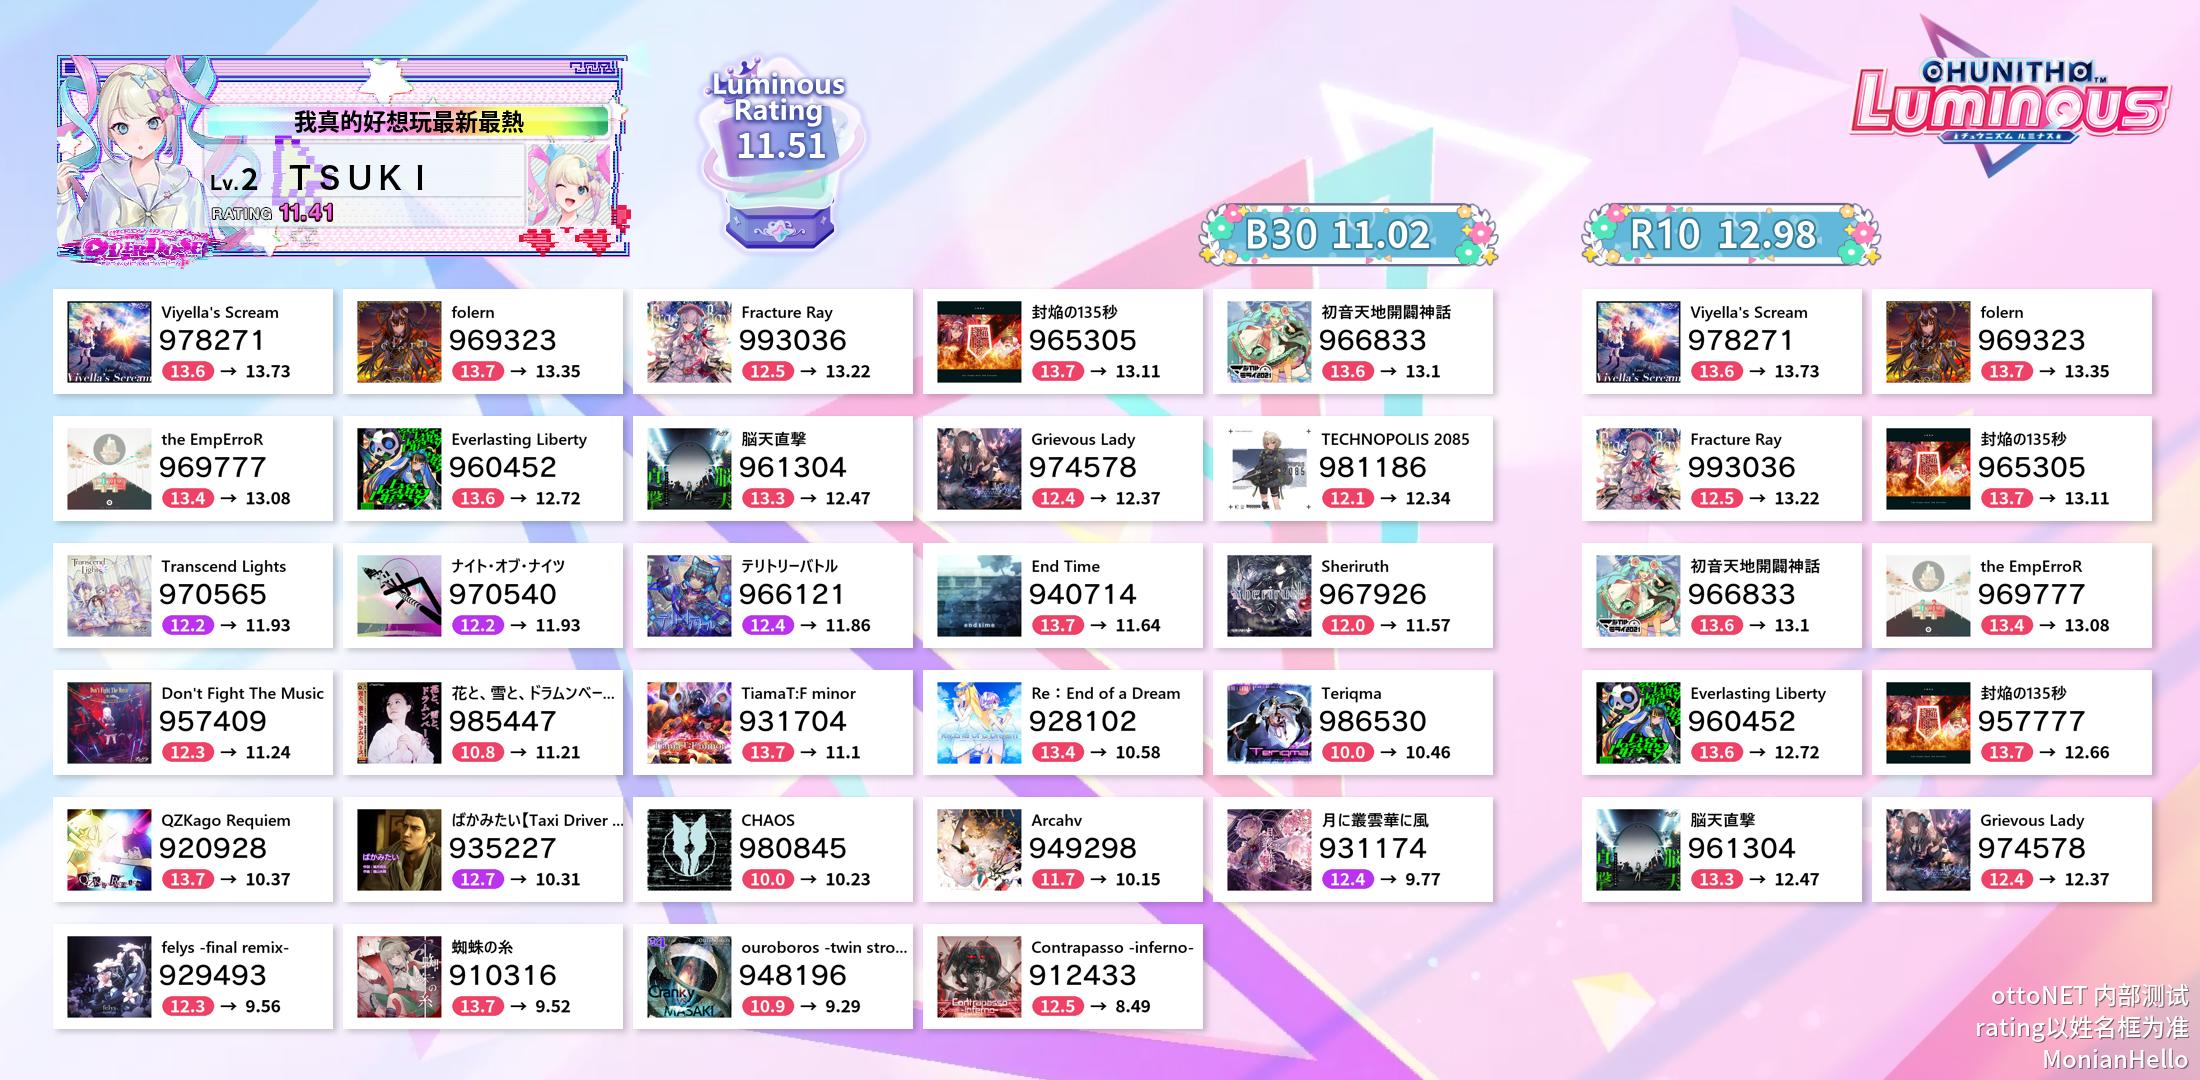 我真的好想玩最新最熱
Lv.2 TSUKI
RATING 11.41
OVERDOSE
Luminous
Rating
11.51
CHUNITHM™
LUMINOUS
チュウニズム ルミナス
B30 11.02
R10 12.98
Viyella's Scream
978271
13.6 → 13.73
folern
969323
13.7 → 13.35
Fracture Ray
993036
12.5 → 13.22
封焔の135秒
965305
13.7 → 13.11
初音天地開闢神話
966833
13.6 → 13.1
the EmpErroR
969777
13.4 → 13.08
Everlasting Liberty
960452
13.6 → 12.72
脳天直撃
961304
13.3 → 12.47
Grievous Lady
974578
12.4 → 12.37
TECHNOPOLIS 2085
981186
12.1 → 12.34
Transcend Lights
970565
12.2 → 11.93
ナイト・オブ・ナイツ
970540
12.2 → 11.93
テリトリーバトル
966121
12.4 → 11.86
End Time
940714
13.7 → 11.64
Sheriruth
967926
12.0 → 11.57
Don't Fight The Music
957409
12.3 → 11.24
花と、雪と、ドラムンベー...
985447
10.8 → 11.21
TiamaT:F minor
931704
13.7 → 11.1
Re：End of a Dream
928102
13.4 → 10.58
Teriqma
986530
10.0 → 10.46
QZKago Requiem
920928
13.7 → 10.37
ばかみたい【Taxi Driver ...
935227
12.7 → 10.31
CHAOS
980845
10.0 → 10.23
Arcahv
949298
11.7 → 10.15
月に叢雲華に風
931174
12.4 → 9.77
felys -final remix-
929493
12.3 → 9.56
蜘蛛の糸
910316
13.7 → 9.52
ouroboros -twin stro...
948196
10.9 → 9.29
Contrapasso -inferno-
912433
12.5 → 8.49
Viyella's Scream
978271
13.6 → 13.73
folern
969323
13.7 → 13.35
Fracture Ray
993036
12.5 → 13.22
封焔の135秒
965305
13.7 → 13.11
初音天地開闢神話
966833
13.6 → 13.1
the EmpErroR
969777
13.4 → 13.08
Everlasting Liberty
960452
13.6 → 12.72
封焔の135秒
957777
13.7 → 12.66
脳天直撃
961304
13.3 → 12.47
Grievous Lady
974578
12.4 → 12.37
ottoNET 内部测试
rating以姓名框为准
MonianHello